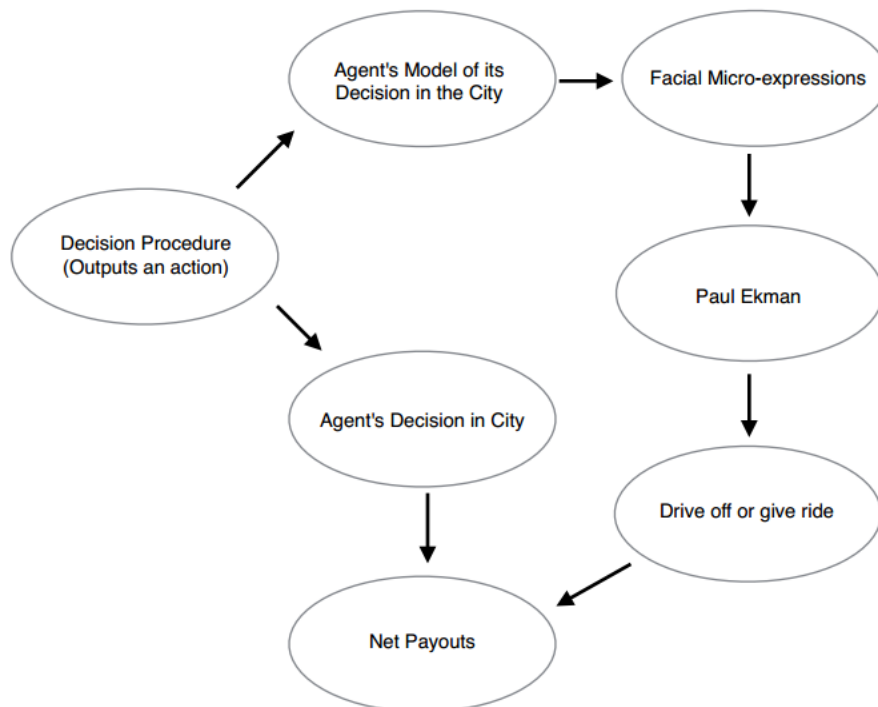 Agent's Model of its
Decision in the City
Facial Micro-expressions
Decision Procedure
(Outputs an action)
Paul Ekman
Agent's Decision in City
Drive off or give ride
Net Payouts